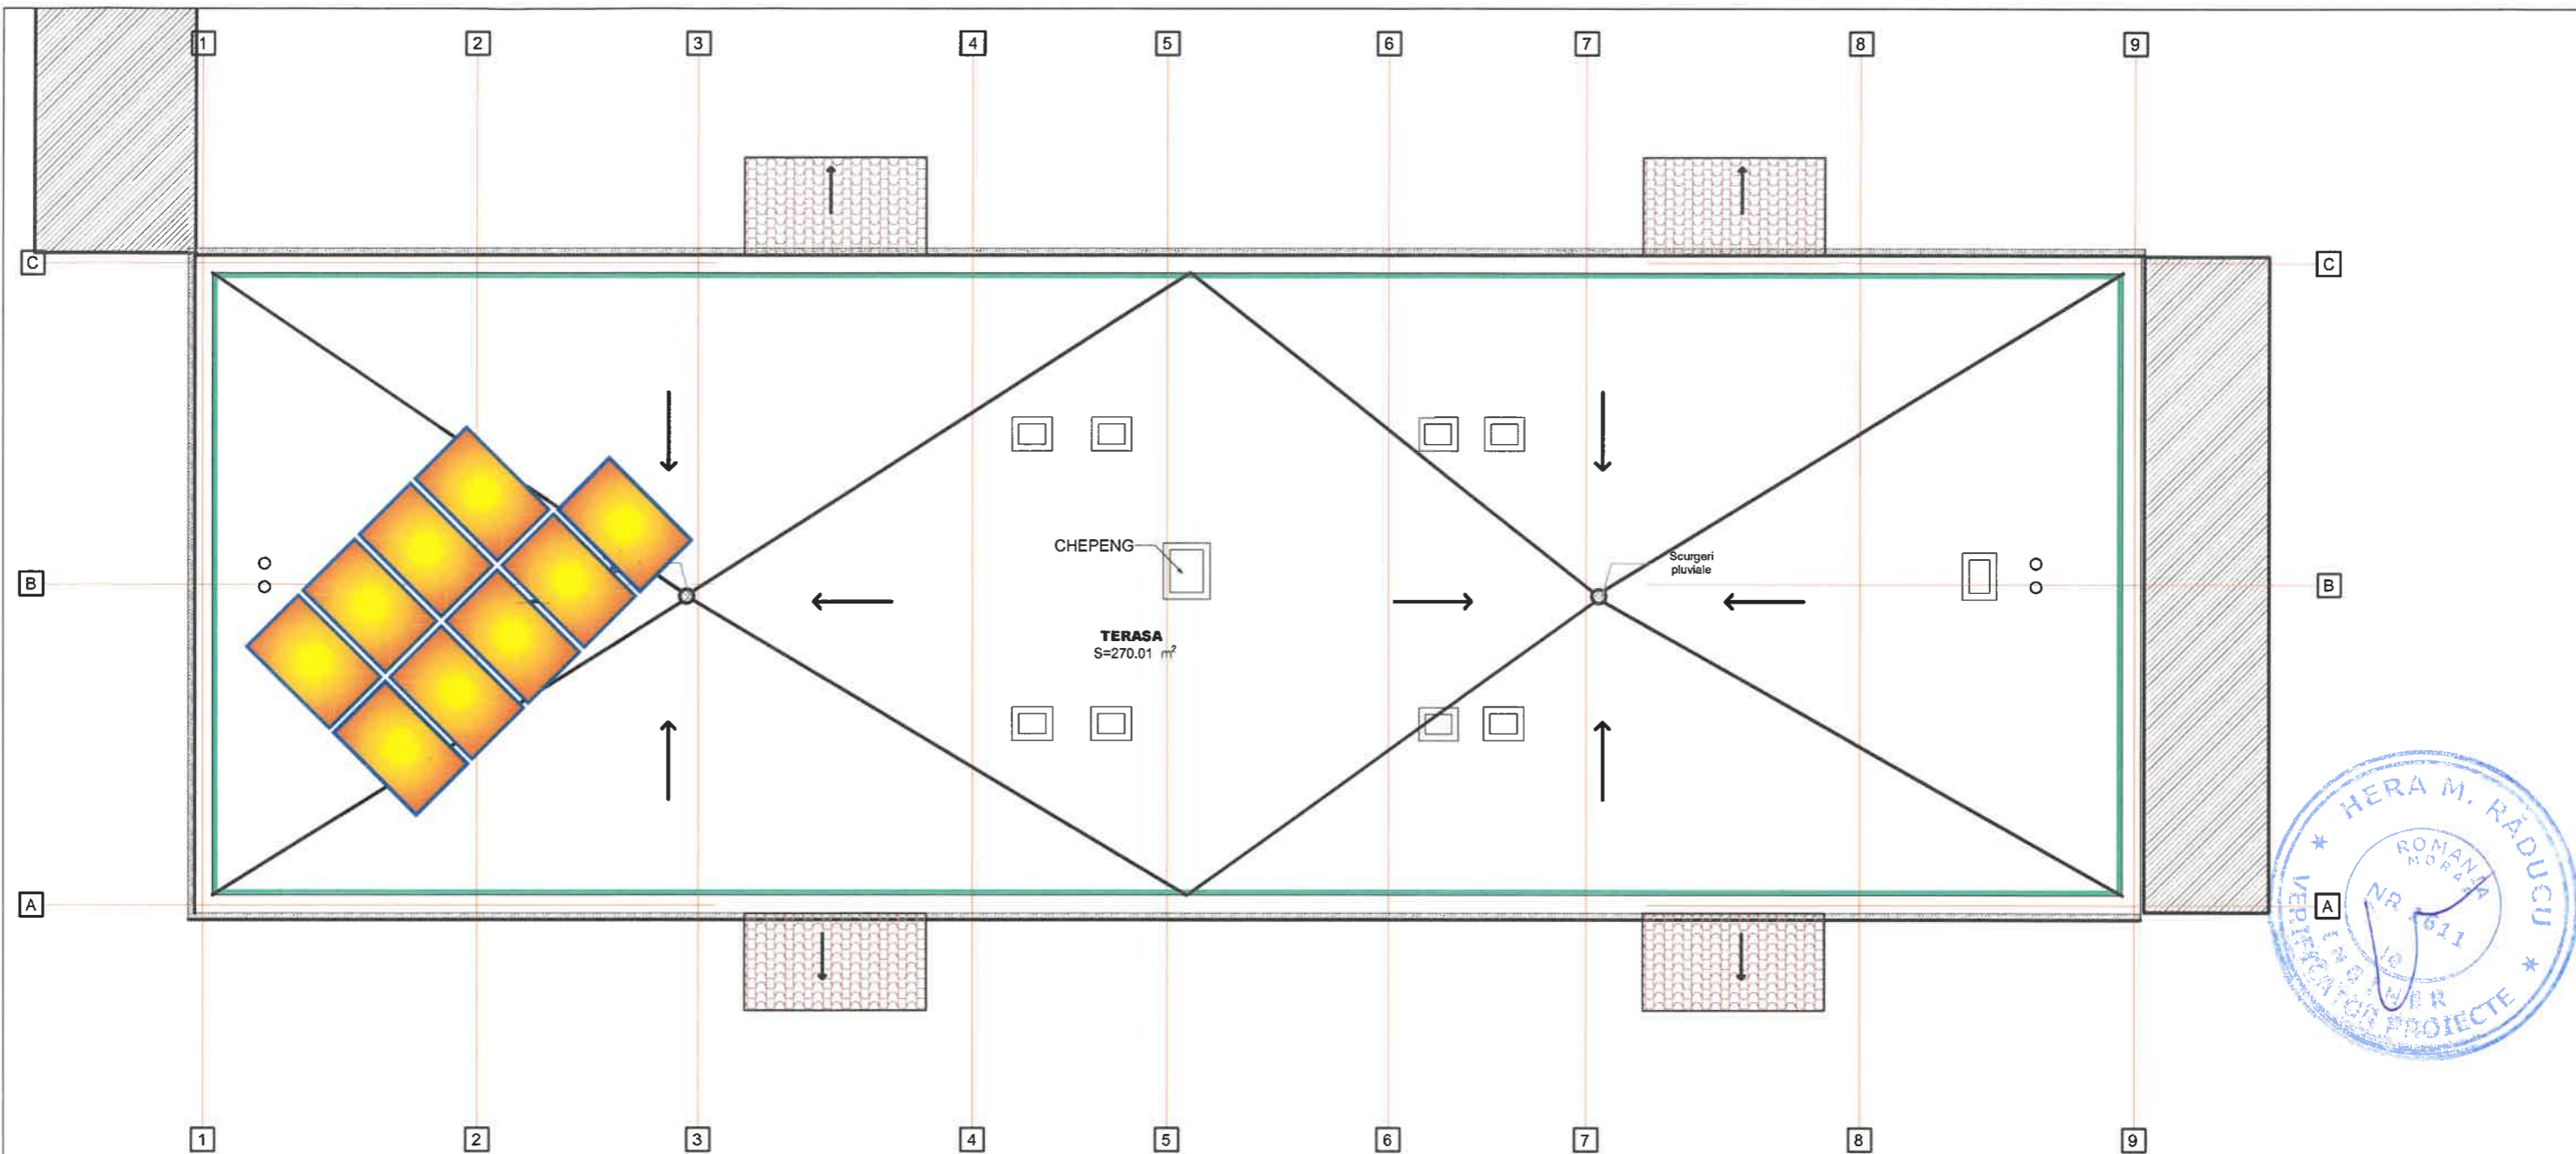 1 2 3 4 5 6 7 8 9
C C
CHEPENG
Scurgeri
pluviale
B B
TERASA
S=270.01 m²
A A
HERA M. RĂDUCU
VERIFICATOR PROIECTE
ROMANIA
INGINER
1 2 3 4 5 6 7 8 9